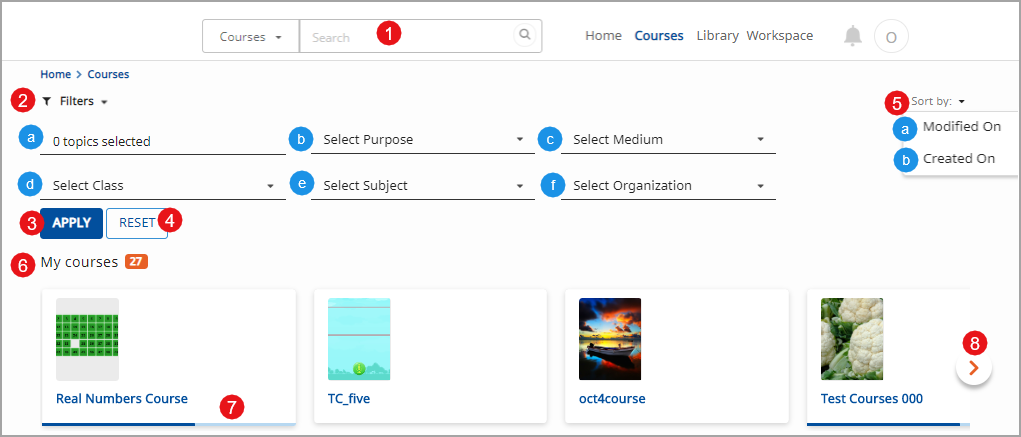 Courses Search 1 Home Courses Library Workspace O
Home > Courses
2 Filters 5 Sort by:
a 0 topics selected b Select Purpose c Select Medium a Modified On
b Created On
d Select Class e Select Subject f Select Organization
3 APPLY RESET 4
6 My courses 27
8
Real Numbers Course TC_five oct4course Test Courses 000
7